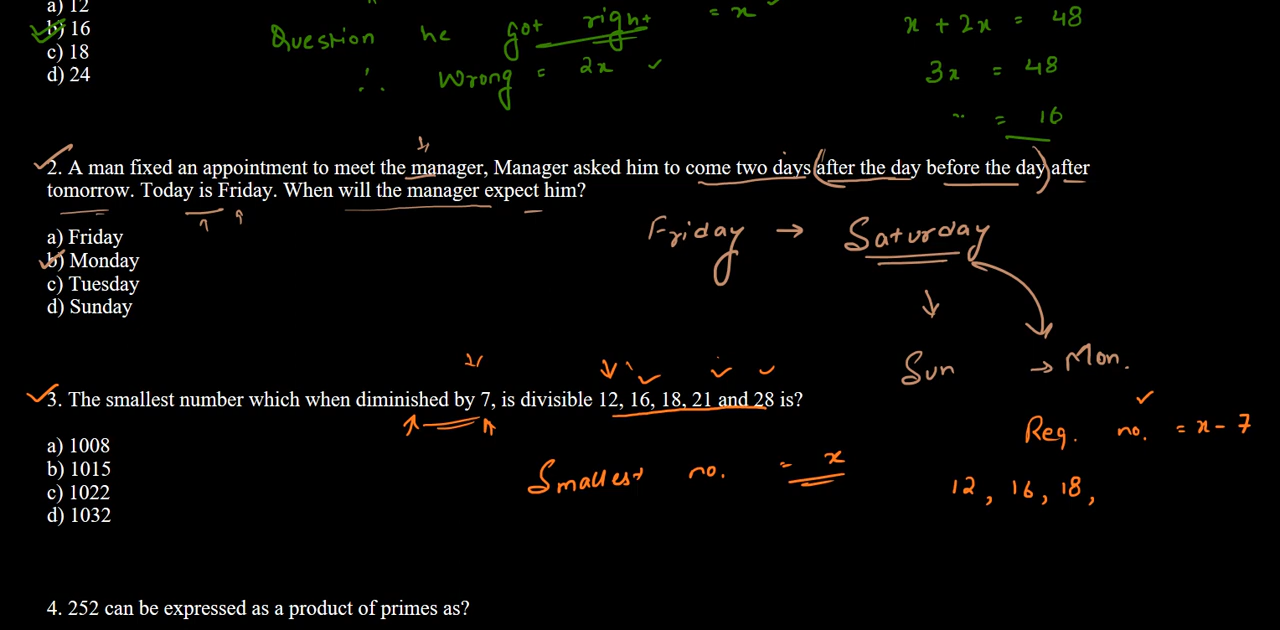 a) 12
b) 16
c) 18
d) 24
Question he got right = x
∴ Wrong = 2x
x + 2x = 48
3x = 48
= 16
2. A man fixed an appointment to meet the manager, Manager asked him to come two days after the day before the day after
tomorrow. Today is Friday. When will the manager expect him?
a) Friday
b) Monday
c) Tuesday
d) Sunday
Friday → Saturday
Sun → Mon.
3. The smallest number which when diminished by 7, is divisible 12, 16, 18, 21 and 28 is?
a) 1008
b) 1015
c) 1022
d) 1032
Smallest no. = x
Req. no. = x - 7
12, 16, 18,
4. 252 can be expressed as a product of primes as?